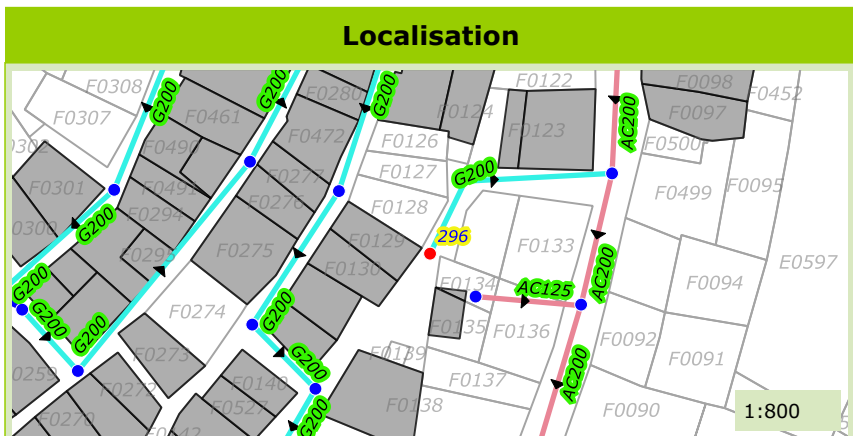 Localisation
F0308
G200
G200
F0280
G200
F0122
F0098
F0452
F0307
F0461
F0124
F0097
F0472
F0126
F0123
AC200
F0500
F0490
F0127
G200
F0301
F0491
F0277
F0276
F0128
F0499
F0095
F0294
G200
F0129
296
F0133
F0275
F0130
AC200
E0597
F0134
F0094
G200
AC125
F0274
G200
G200
F0135
F0136
F0092
G200
F0273
G200
F0139
F0091
F0259
F0272
F0140
F0137
AC200
F0527
F0138
F0090
F0270
G200
1:800